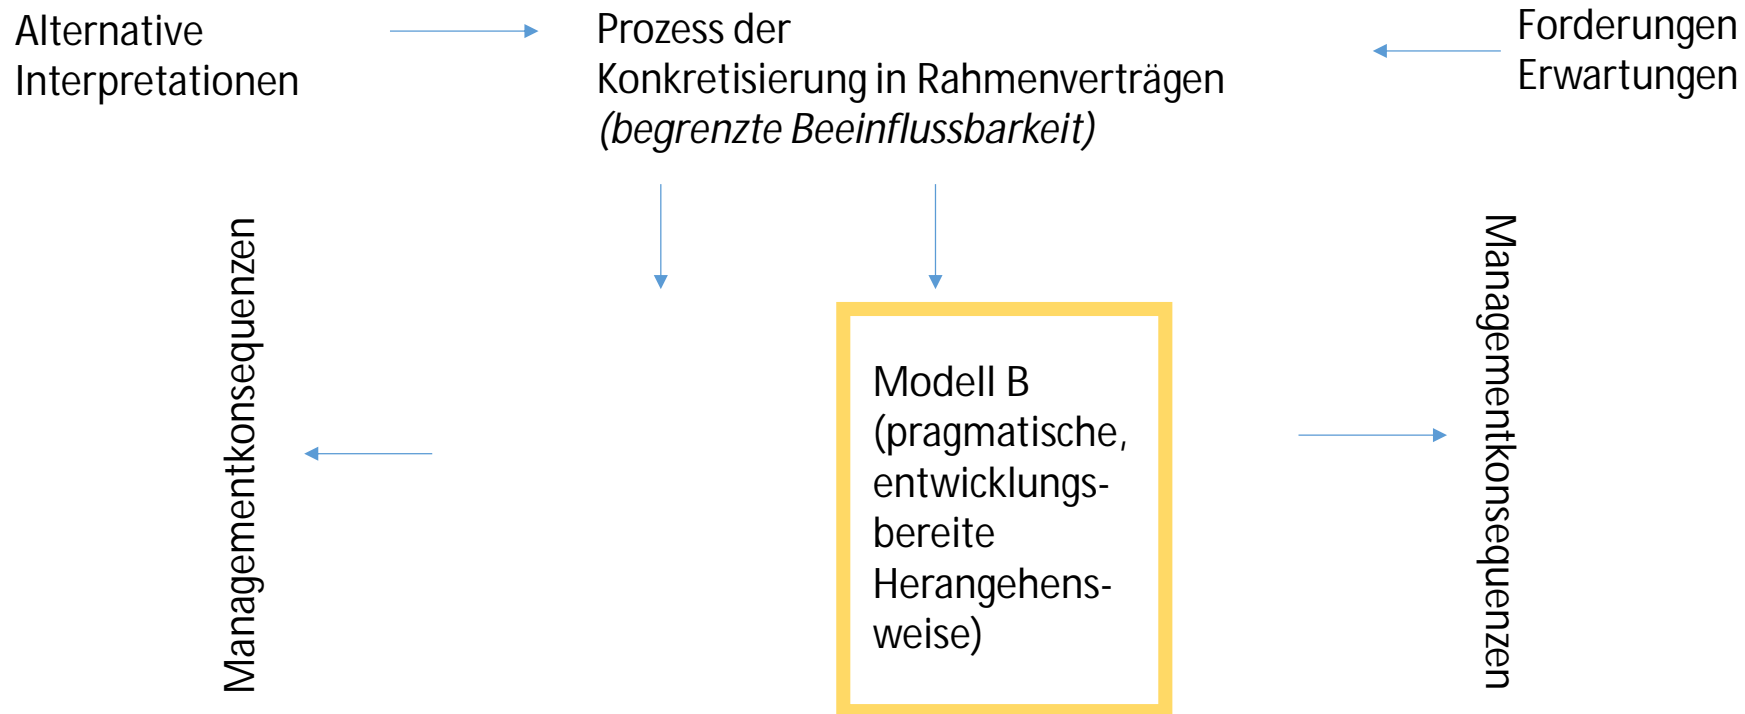 Alternative
Interpretationen
Prozess der
Konkretisierung in Rahmenverträgen
(begrenzte Beeinflussbarkeit)
Forderungen
Erwartungen
Managementkonsequenzen
Modell B
(pragmatische,
entwicklungs-
bereite
Herangehens-
weise)
Managementkonsequenzen